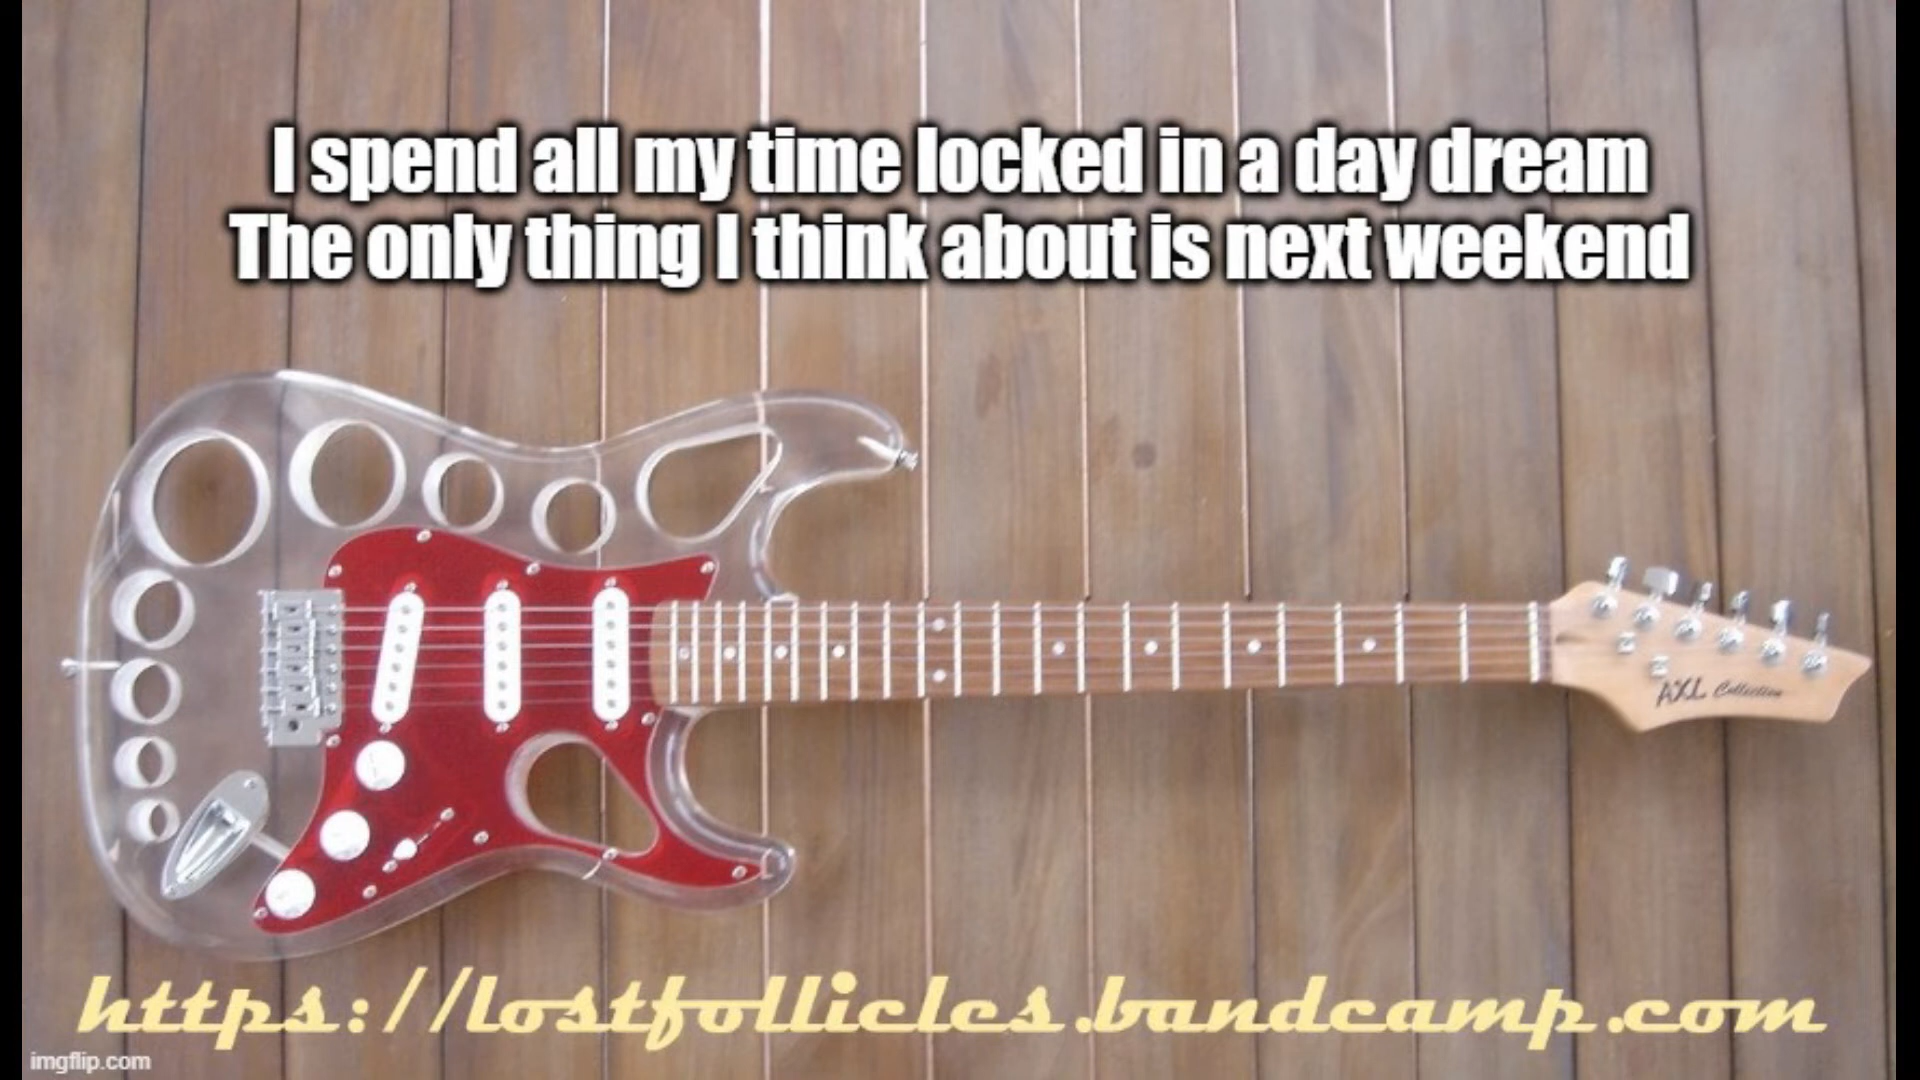 I spend all my time locked in a day dream
The only thing I think about is next weekend
AXL Collection
https://lostfollicles.bandcamp.com
imgflip.com